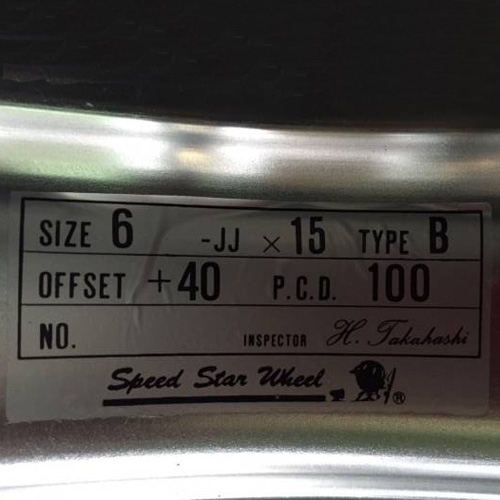 SIZE 6 -JJ × 15 TYPE B
OFFSET +40 P.C.D. 100
NO. INSPECTOR H. Takahashi
Speed Star Wheel ®